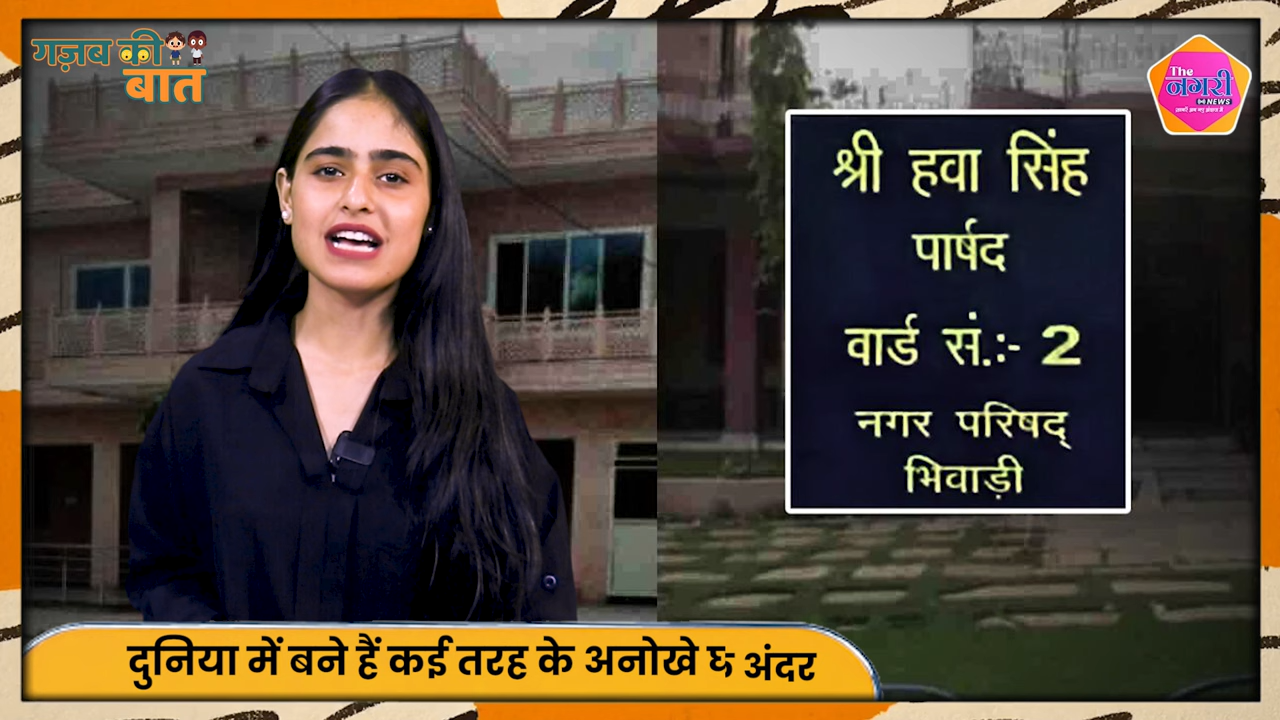 गज़ब की
बात
The
नगरी
NEWS
श्री हवा सिंह
पार्षद
वार्ड सं.:- 2
नगर परिषद्
भिवाड़ी
दुनिया में बने हैं कई तरह के अनोखे अंदर